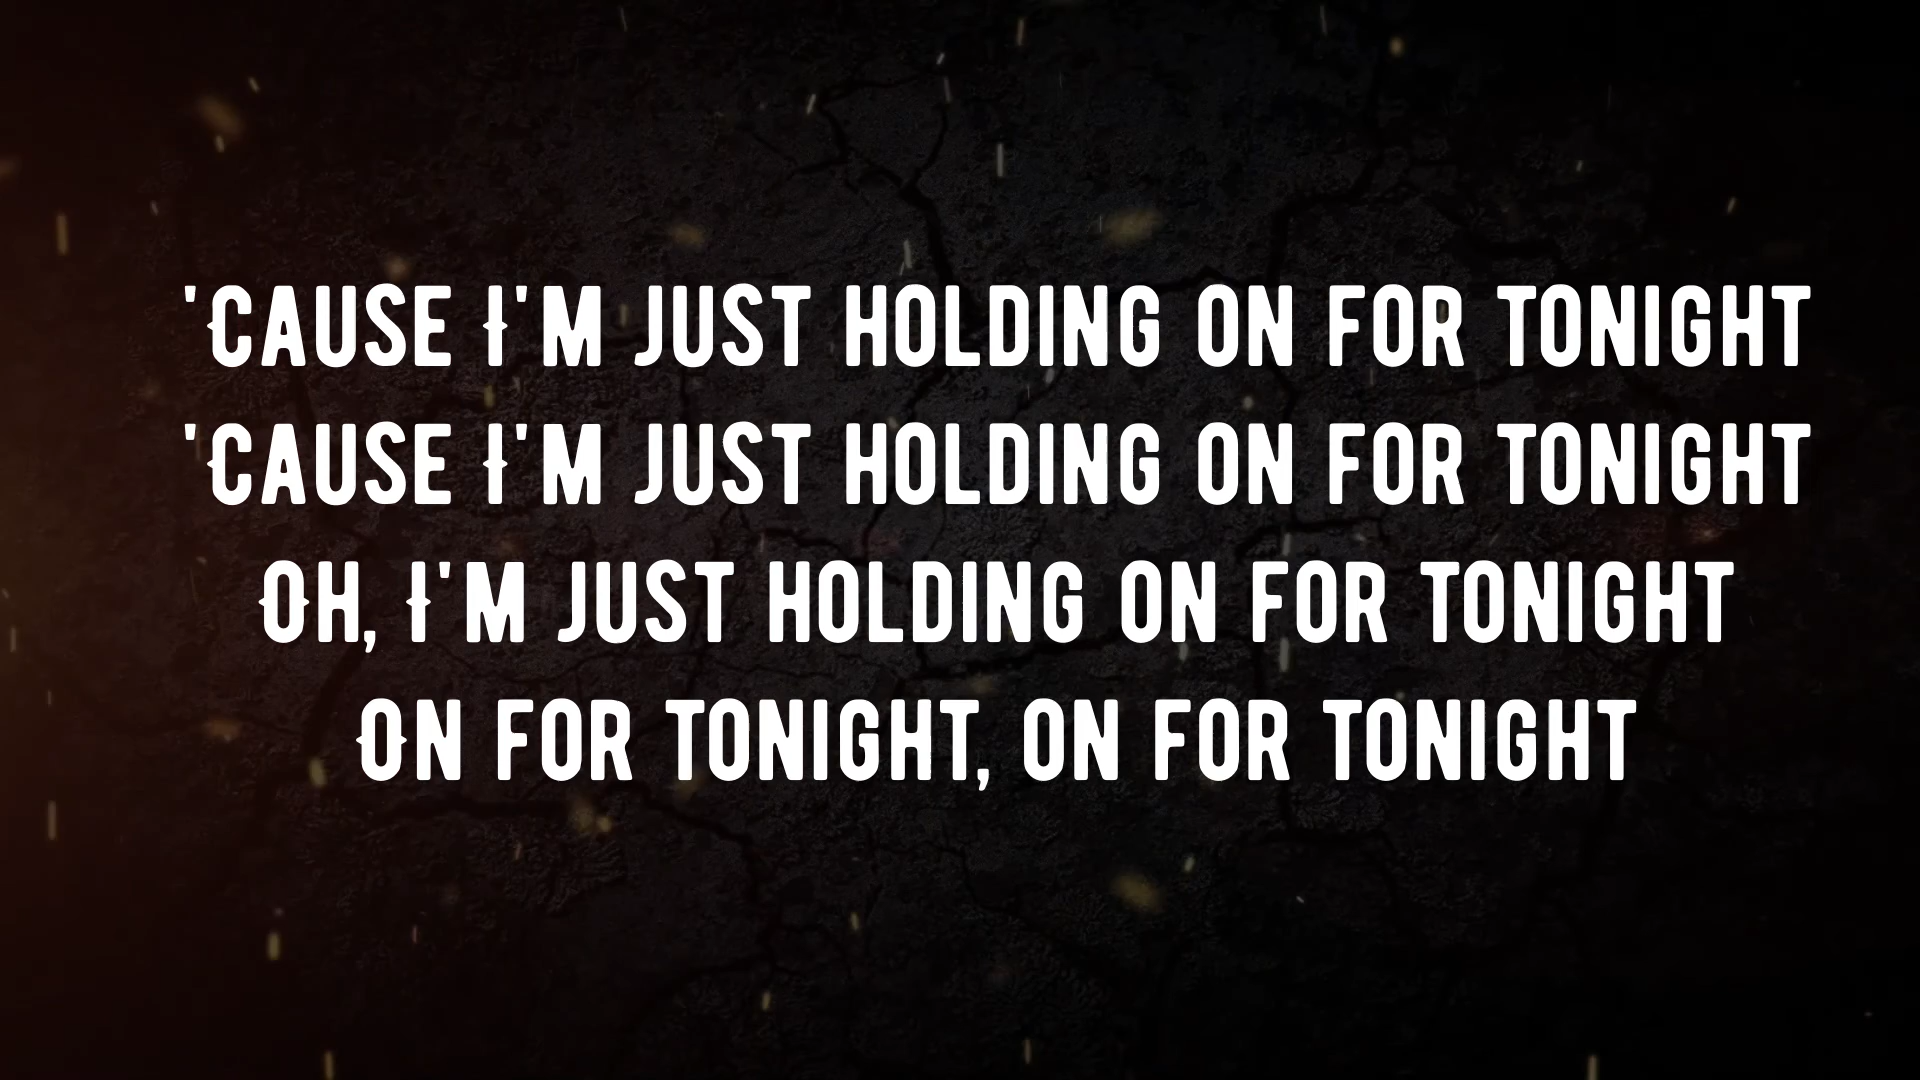 'CAUSE I'M JUST HOLDING ON FOR TONIGHT
'CAUSE I'M JUST HOLDING ON FOR TONIGHT
OH, I'M JUST HOLDING ON FOR TONIGHT
ON FOR TONIGHT, ON FOR TONIGHT